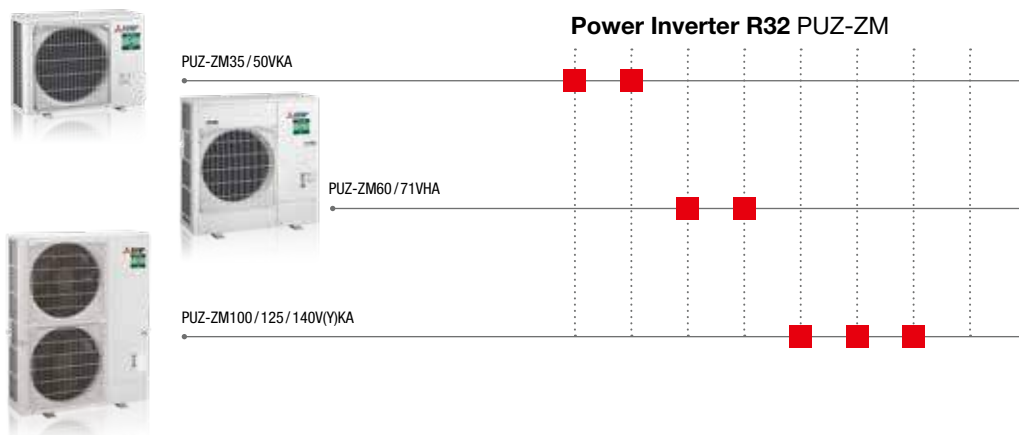 Power Inverter R32 PUZ-ZM
PUZ-ZM35/50VKA
PUZ-ZM60/71VHA
PUZ-ZM100/125/140V(Y)KA